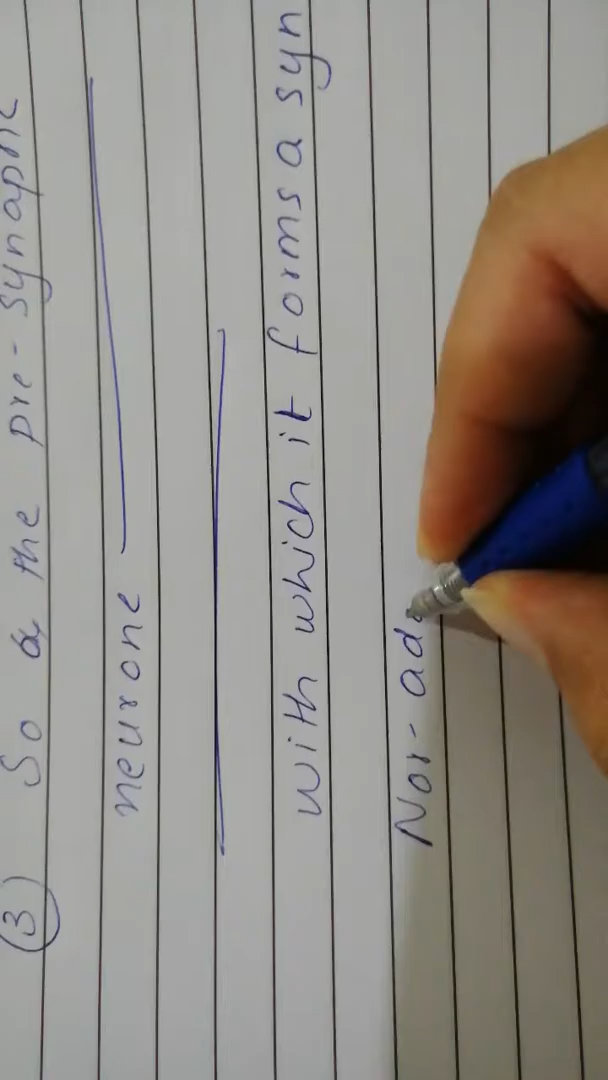 ③ So the pre-synaptic
neurone
with which it forms a syn
Nor-ad